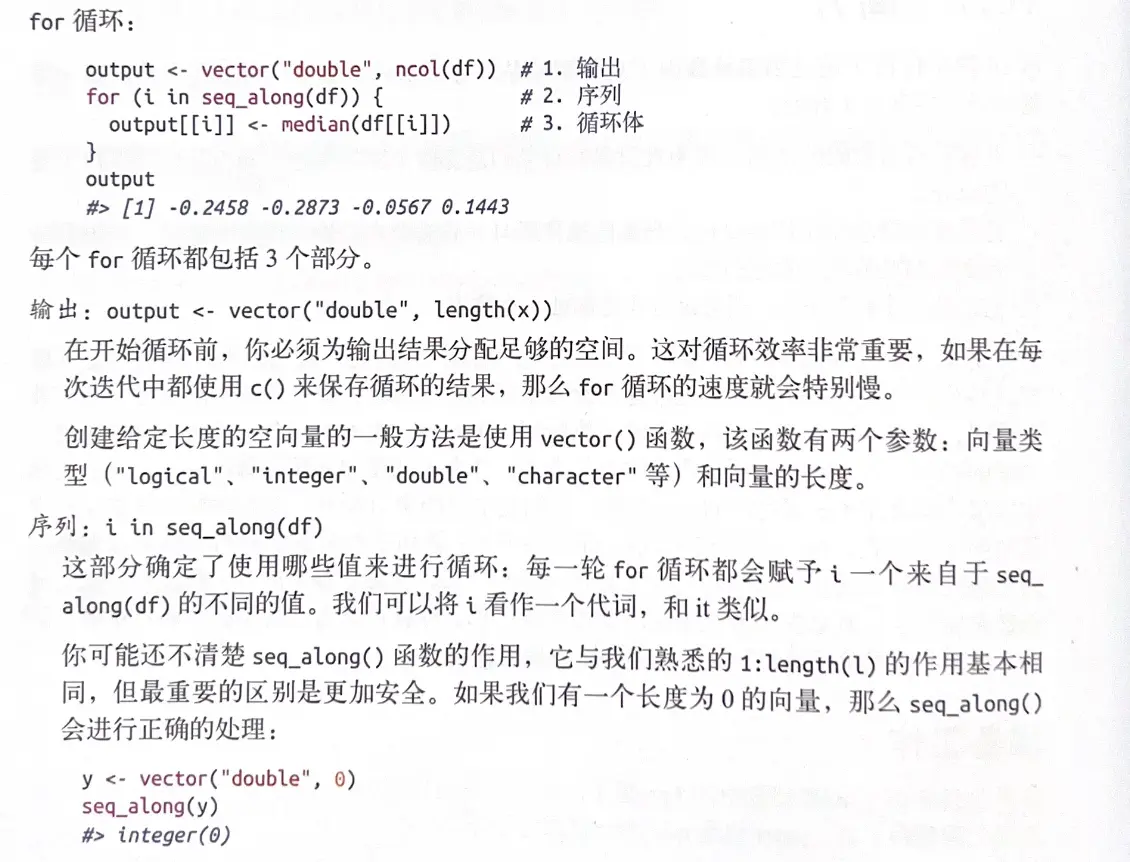 for 循环：
output <- vector("double", ncol(df))  # 1. 输出
for (i in seq_along(df)) {            # 2. 序列
  output[[i]] <- median(df[[i]])      # 3. 循环体
}
output
#> [1] -0.2458 -0.2873 -0.0567 0.1443
每个 for 循环都包括 3 个部分。
输出：output <- vector("double", length(x))
在开始循环前，你必须为输出结果分配足够的空间。这对循环效率非常重要，如果在每
次迭代中都使用 c() 来保存循环的结果，那么 for 循环的速度就会特别慢。
创建给定长度的空向量的一般方法是使用 vector() 函数，该函数有两个参数：向量类
型（"logical"、"integer"、"double"、"character" 等）和向量的长度。
序列：i in seq_along(df)
这部分确定了使用哪些值来进行循环：每一轮 for 循环都会赋予 i 一个来自于 seq_
along(df) 的不同的值。我们可以将 i 看作一个代词，和 it 类似。
你可能还不清楚 seq_along() 函数的作用，它与我们熟悉的 1:length(l) 的作用基本相
同，但最重要的区别是更加安全。如果我们有一个长度为 0 的向量，那么 seq_along()
会进行正确的处理：
y <- vector("double", 0)
seq_along(y)
#> integer(0)